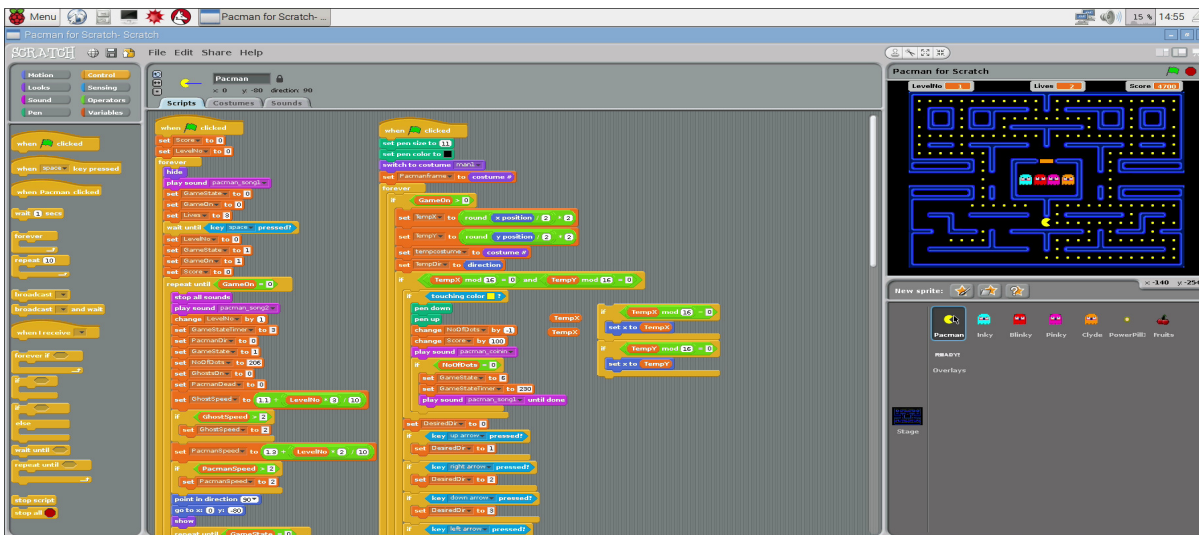 Menu Pacman for Scratch- ... 15 % 14:55
Pacman for Scratch- Scratch
SCRATCH File Edit Share Help
Motion Control
Looks Sensing
Sound Operators
Pen Variables
when clicked
when space key pressed
when Pacman clicked
wait 1 secs
forever
repeat 10
broadcast
broadcast and wait
when I receive
forever if
if
if
else
wait until
repeat until
stop script
stop all
Pacman
x: 0 y: -80 direction: 90
Scripts Costumes Sounds
when clicked
set Score to 0
set LevelNo to 0
forever
hide
play sound pacman_song1
set GameState to 0
set GameOn to 0
set Lives to 3
wait until key space pressed?
set LevelNo to 0
set GameState to 1
set GameOn to 1
set Score to 0
repeat until GameOn = 0
stop all sounds
play sound pacman_song2
change LevelNo by 1
set GameStateTimer to 3
set PacmanDir to 0
set GameState to 1
set NoOfDots to 206
set GhostsOn to 0
set PacmanDead to 0
set GhostSpeed to 1.1 + LevelNo * 3 / 10
if GhostSpeed > 2
set GhostSpeed to 2
set PacmanSpeed to 1.3 + LevelNo * 2 / 10
if PacmanSpeed > 2
set PacmanSpeed to 2
point in direction 90
go to x: 0 y: -80
show
repeat until GameState = 0
when clicked
set pen size to 11
set pen color to
switch to costume man1
set Pacmanframe to costume #
forever
if GameOn > 0
set TempX to round x position / 2 * 2
set TempY to round y position / 2 * 2
set tempcostume to costume #
set TempDir to direction
if TempX mod 16 = 0 and TempY mod 16 = 0
if touching color ?
pen down
pen up
change NoOfDots by -1
change Score by 100
play sound pacman_coinin
if NoOfDots = 0
set GameState to 6
set GameStateTimer to 230
play sound pacman_song1 until done
set DesiredDir to 0
if key up arrow pressed?
set DesiredDir to 1
if key right arrow pressed?
set DesiredDir to 2
if key down arrow pressed?
set DesiredDir to 3
if key left arrow pressed?
TempX
TempY
if TempX mod 16 = 0
set x to TempX
if TempY mod 16 = 0
set x to TempY
Pacman for Scratch
LevelNo 1 Lives 2 Score 4700
x:-140 y:-254
New sprite:
Pacman Inky Blinky Pinky Clyde PowerPill Fruits
READY!
Overlays
Stage